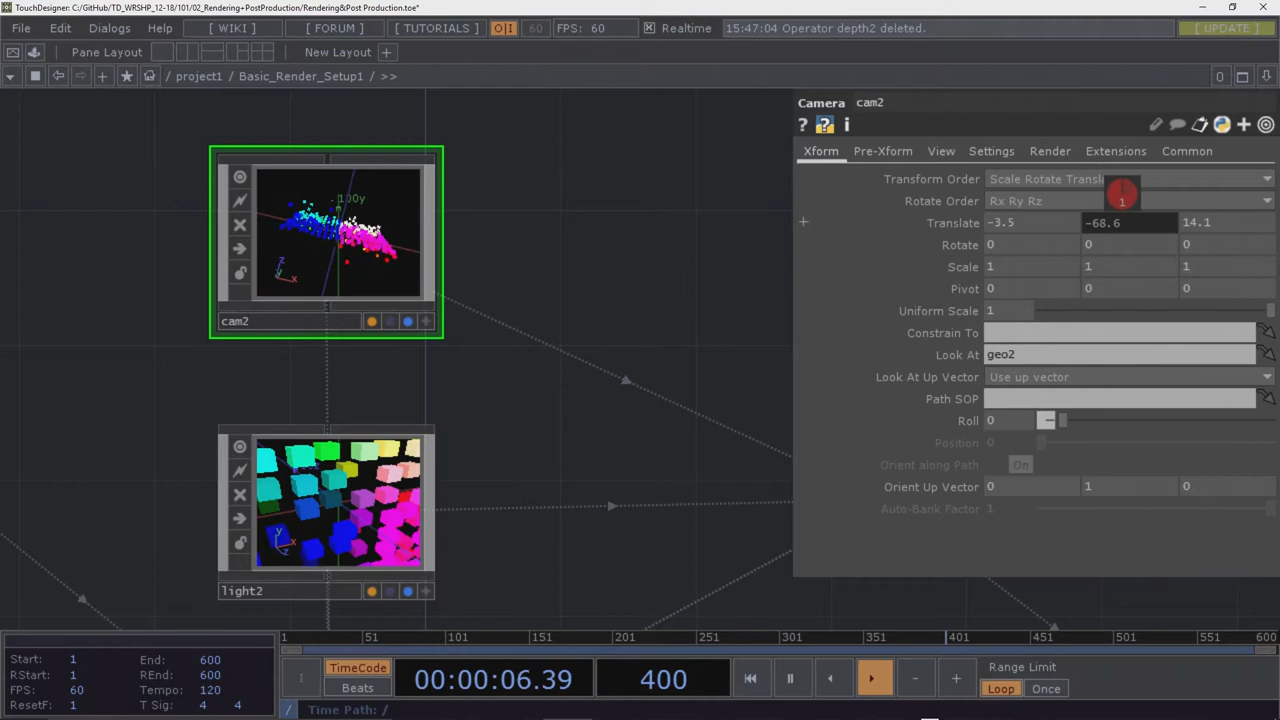 TouchDesigner: C:/GitHub/TD_WRSHP_12-18/101/02_Rendering+PostProduction/Rendering&Post Production.toe*
File Edit Dialogs [ WIKI ] [ FORUM ] [ TUTORIALS ] O|I 60 FPS: 60 Realtime 15:47:04 Operator depth2 deleted. [ UPDATE ]
Pane Layout New Layout +
/ project1 / Basic_Render_Setup1 / >> 0
Camera cam2
? ? i
Xform Pre-Xform View Settings Render Extensions Common
Transform Order Scale Rotate Transl
Rotate Order Rx Ry Rz 1
Translate -3.5 -68.6 14.1
Rotate 0 0 0
Scale 1 1 1
Pivot 0 0 0
Uniform Scale 1
Constrain To
Look At geo2
Look At Up Vector Use up vector
Path SOP
Roll 0
Position 0
Orient along Path On
Orient Up Vector 0 1 0
Auto-Bank Factor 1
100y
z
x
cam2
y
x
z
light2
1 51 101 151 201 251 301 351 401 451 501 551 600
Start: 1 End: 600
RStart: 1 REnd: 600
FPS: 60 Tempo: 120
ResetF: 1 T Sig: 4 4
1 TimeCode
Beats
00:00:06.39 400
- +
Range Limit
Loop Once
/ Time Path: /